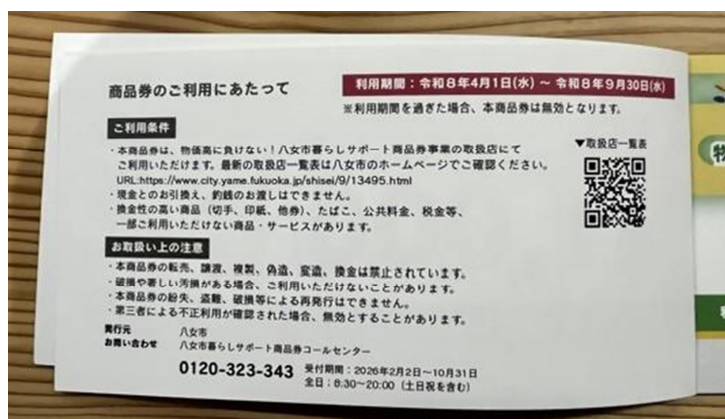 商品券のご利用にあたって
利用期間:令和8年4月1日(水) ~ 令和8年9月30日(水)
※利用期間を過ぎた場合、本商品券は無効となります。
ご利用条件
・本商品券は、物価高に負けない!八女市暮らしサポート商品券事業の取扱店にて
ご利用いただけます。最新の取扱店一覧表は八女市のホームページでご確認ください。
URL:https://www.city.yame.fukuoka.jp/shisei/9/13495.html
・現金とのお引換え、釣銭のお渡しはできません。
・換金性の高い商品(切手、印紙、他券)、たばこ、公共料金、税金等、
一部ご利用いただけない商品・サービスがあります。
▼取扱店一覧表
お取扱い上の注意
・本商品券の転売、譲渡、複製、偽造、変造、換金は禁止されています。
・破損や著しい汚損がある場合、ご利用いただけないことがあります。
・本商品券の紛失、盗難、破損等による再発行はできません。
・第三者による不正利用が確認された場合、無効とすることがあります。
発行元 八女市
お問い合わせ 八女市暮らしサポート商品券コールセンター
0120-323-343 受付期間:2026年2月2日~10月31日
全日:8:30~20:00(土日祝を含む)
物